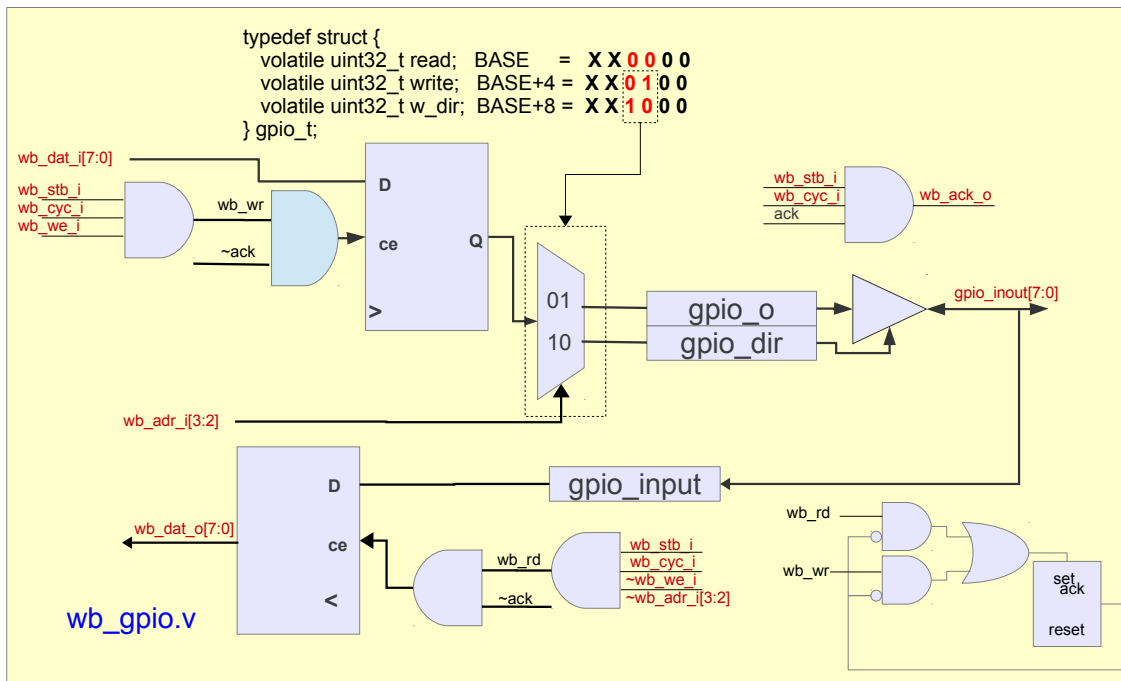 typedef struct {
volatile uint32_t read; BASE = X X 0 0 0 0
volatile uint32_t write; BASE+4 = X X 0 1 0 0
volatile uint32_t w_dir; BASE+8 = X X 1 0 0 0
} gpio_t;
wb_dat_i[7:0]
wb_stb_i
wb_cyc_i
wb_we_i
wb_wr
~ack
D
ce
Q
>
01
10
wb_stb_i
wb_cyc_i
ack
wb_ack_o
gpio_o
gpio_dir
gpio_inout[7:0]
wb_adr_i[3:2]
D
ce
<
wb_dat_o[7:0]
gpio_input
wb_rd
~ack
wb_stb_i
wb_cyc_i
~wb_we_i
~wb_adr_i[3:2]
wb_rd
wb_wr
set
ack
reset
wb_gpio.v